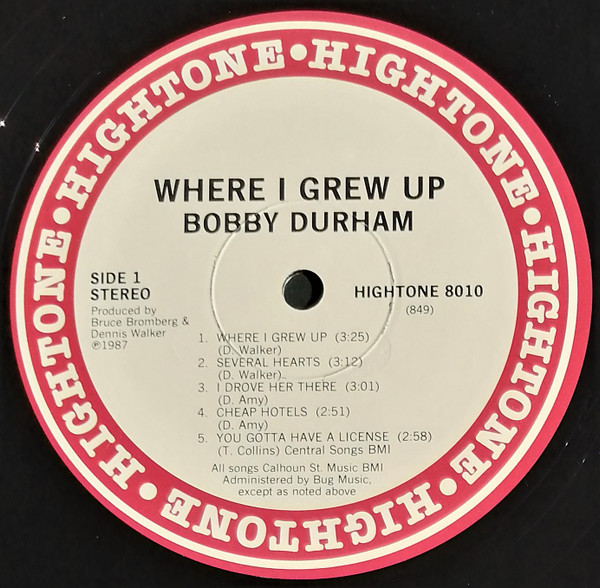 HIGHTONE • HIGHTONE • HIGHTONE • HIGHTONE • HIGHTONE • HIGHTONE • HIGHTONE •
WHERE I GREW UP
BOBBY DURHAM
SIDE 1
STEREO
Produced by
Bruce Bromberg &
Dennis Walker
℗1987
HIGHTONE 8010
(849)
1. WHERE I GREW UP (3:25)
(D. Walker)
2. SEVERAL HEARTS (3:12)
(D. Walker)
3. I DROVE HER THERE (3:01)
(D. Amy)
4. CHEAP HOTELS (2:51)
(D. Amy)
5. YOU GOTTA HAVE A LICENSE (2:58)
(T. Collins) Central Songs BMI
All songs Calhoun St. Music BMI
Administered by Bug Music,
except as noted above